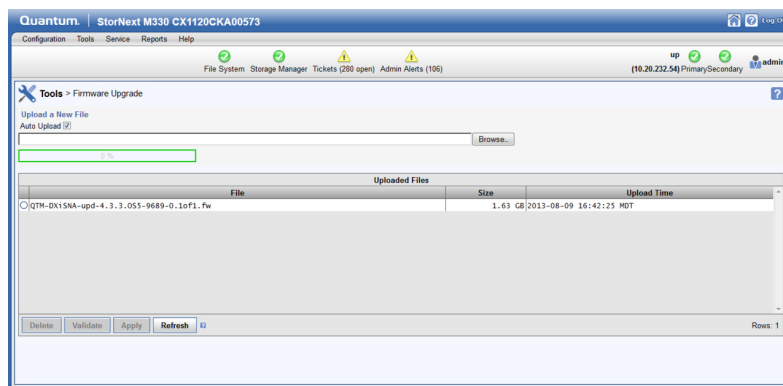 Quantum. StorNext M330 CX1120CKA00573 Log O
Configuration Tools Service Reports Help
File System Storage Manager Tickets (280 open) Admin Alerts (106)
up
(10.20.232.54) Primary Secondary admin
Tools > Firmware Upgrade
Upload a New File
Auto Upload
Browse..
0 %
Uploaded Files
File Size Upload Time
QTM-DXiSNA-upd-4.3.3.OS5-9689-0.1of1.fw 1.63 GB 2013-08-09 16:42:25 MDT
Delete Validate Apply Refresh Rows: 1